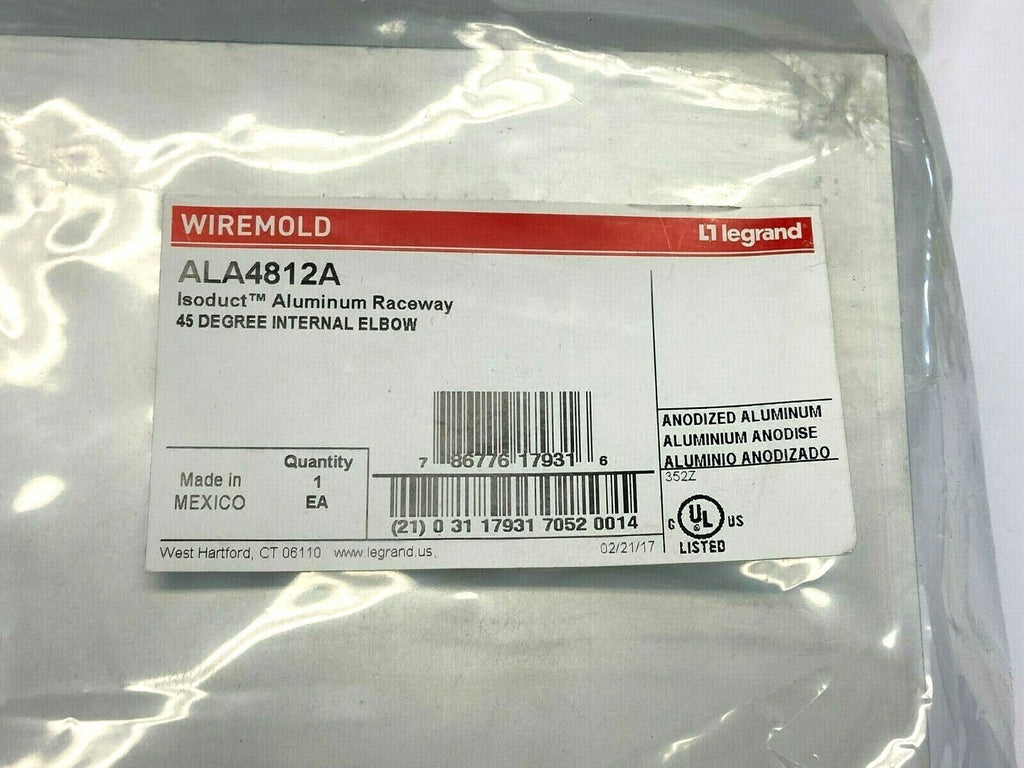 WIREMOLD
legrand
ALA4812A
Isoduct™ Aluminum Raceway
45 DEGREE INTERNAL ELBOW
7 86776 17931 6
ANODIZED ALUMINUM
ALUMINIUM ANODISE
ALUMINIO ANODIZADO
352Z
Made in
MEXICO
Quantity
1
EA
(21) 0 31 17931 7052 0014
C UL US
LISTED
West Hartford, CT 06110 www.legrand.us
02/21/17